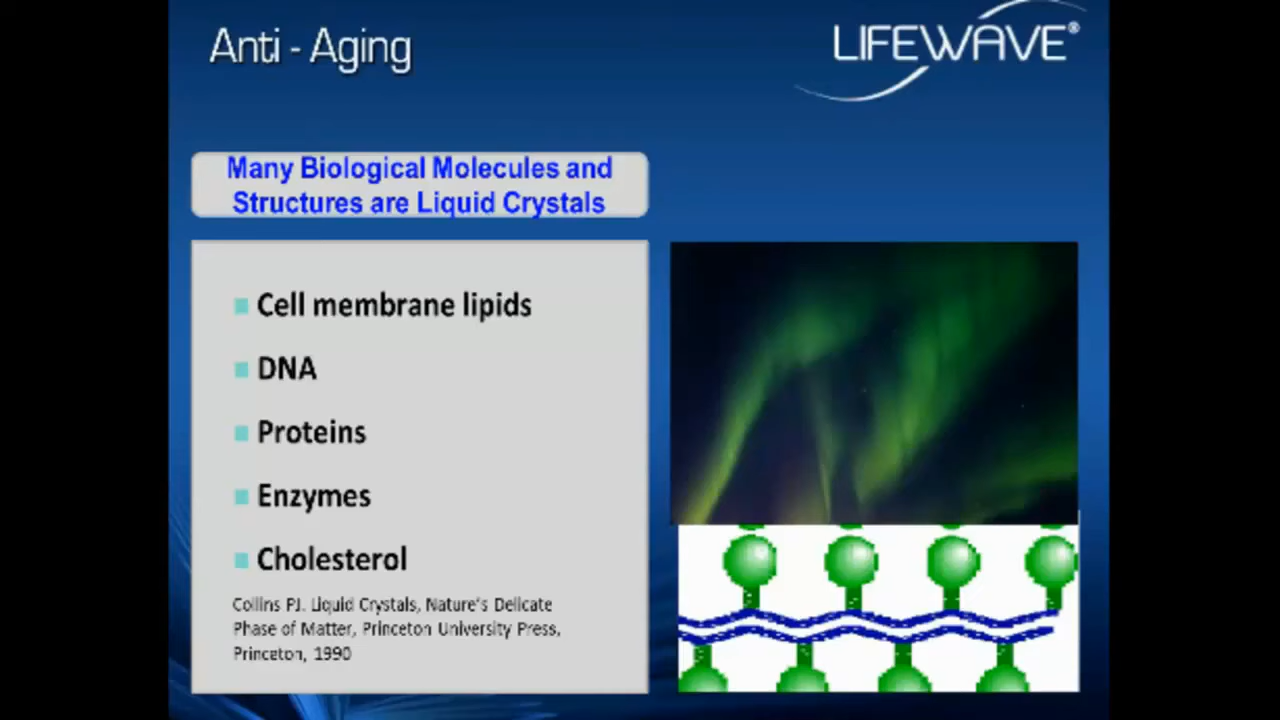 Anti - Aging
LIFEWAVE®
Many Biological Molecules and
Structures are Liquid Crystals
Cell membrane lipids
DNA
Proteins
Enzymes
Cholesterol
Collins PJ. Liquid Crystals, Nature's Delicate
Phase of Matter, Princeton University Press,
Princeton, 1990